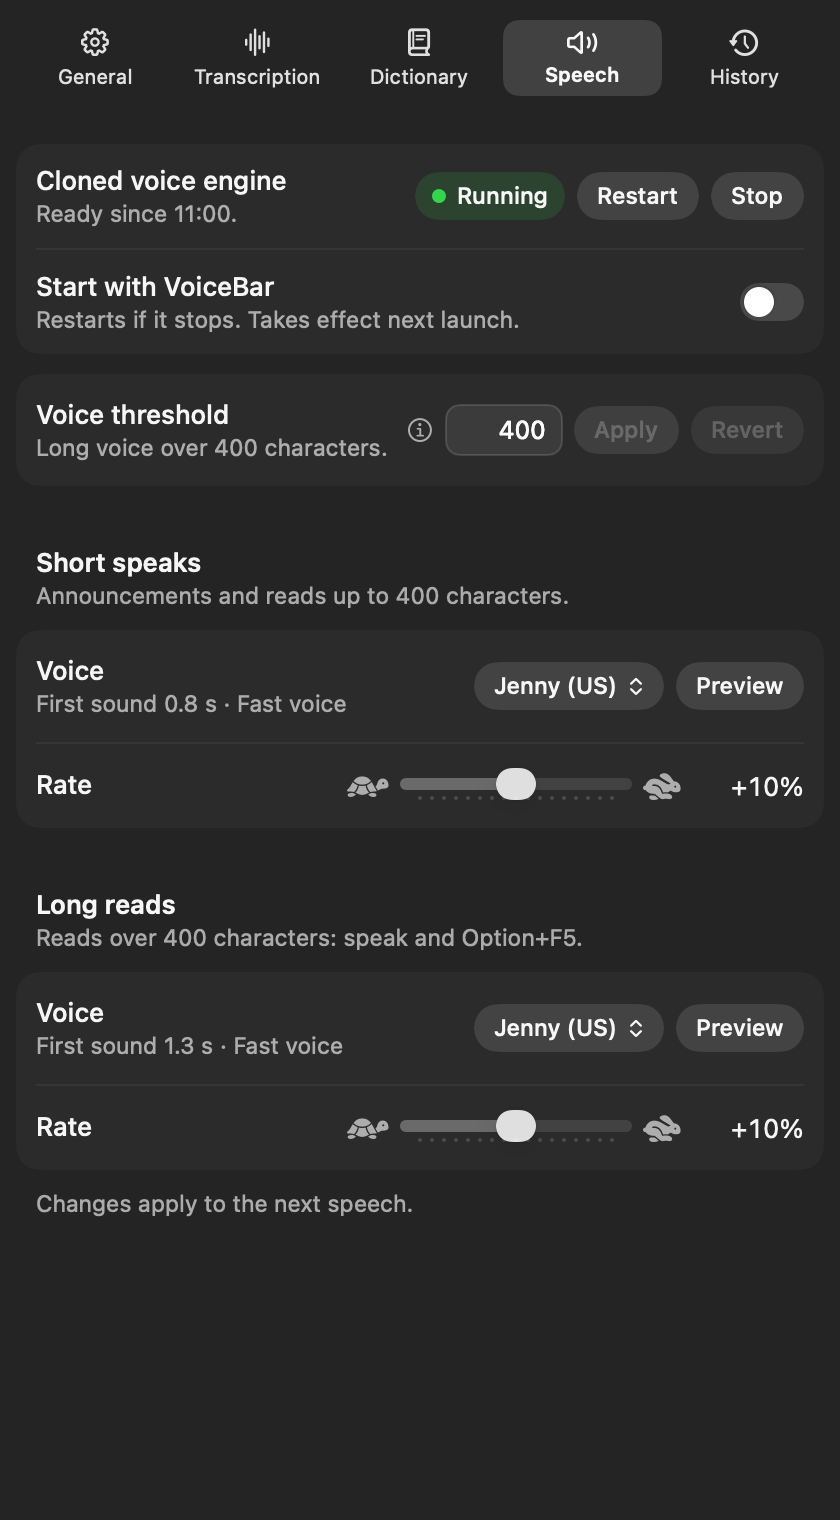 General
Transcription
Dictionary
Speech
History
Cloned voice engine
Ready since 11:00.
Running
Restart
Stop
Start with VoiceBar
Restarts if it stops. Takes effect next launch.
Voice threshold
Long voice over 400 characters.
400
Apply
Revert
Short speaks
Announcements and reads up to 400 characters.
Voice
First sound 0.8 s · Fast voice
Jenny (US)
Preview
Rate
+10%
Long reads
Reads over 400 characters: speak and Option+F5.
Voice
First sound 1.3 s · Fast voice
Jenny (US)
Preview
Rate
+10%
Changes apply to the next speech.